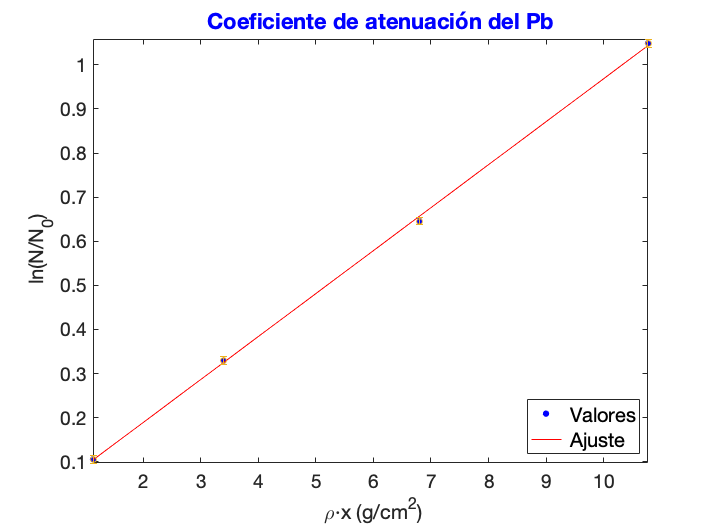 Coeficiente de atenuación del Pb
1
0.9
0.8
0.7
0.6
0.5
0.4
0.3
0.2
0.1
ln(N/N₀)
2 3 4 5 6 7 8 9 10
ρ·x (g/cm²)
Valores
Ajuste